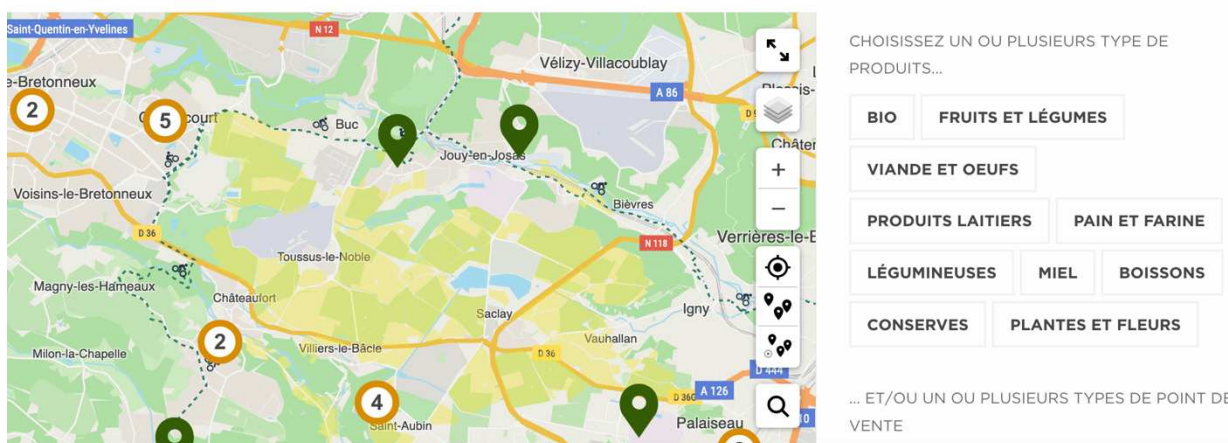 Saint-Quentin-en-Yvelines
N 12
Vélizy-Villacoublay
e-Bretonneux
A 86
2
5
court
Buc
Jouy-en-Josas
Voisins-le-Bretonneux
Bièvres
D 36
N 118
Verrières-le-B
Toussus-le-Noble
Magny-les-Hameaux
Châteaufort
Saclay
Igny
2
Milon-la-Chapelle
Villiers-le-Bâcle
D 36
Vauhallan
D 444
4
D 36G
A 126
Saint-Aubin
Palaiseau
10
+
−
CHOISISSEZ UN OU PLUSIEURS TYPE DE
PRODUITS...
BIO FRUITS ET LÉGUMES
VIANDE ET OEUFS
PRODUITS LAITIERS PAIN ET FARINE
LÉGUMINEUSES MIEL BOISSONS
CONSERVES PLANTES ET FLEURS
... ET/OU UN OU PLUSIEURS TYPES DE POINT DE
VENTE